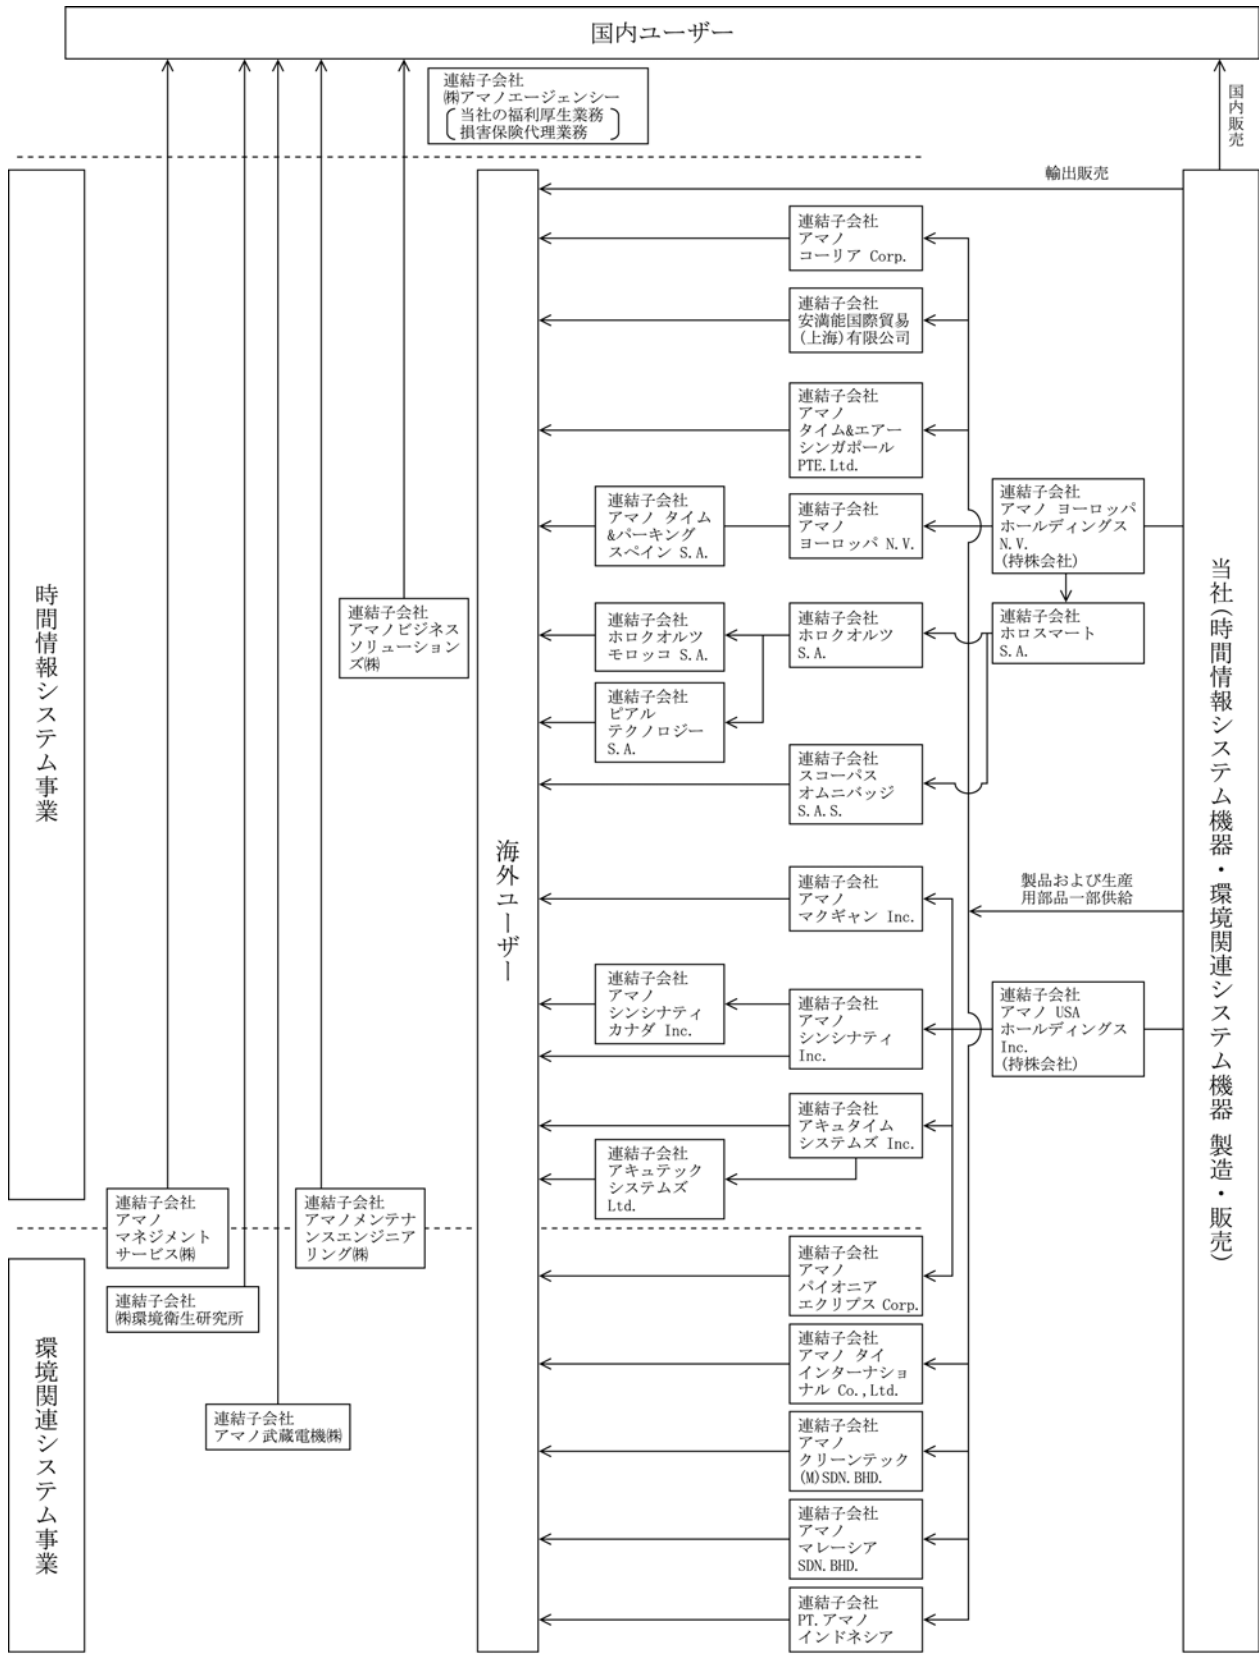 国内ユーザー
連結子会社
㈱アマノエージェンシー
当社の福利厚生業務
損害保険代理業務
国内販売
輸出販売
時間情報システム事業
環境関連システム事業
海外ユーザー
当社(時間情報システム機器・環境関連システム機器 製造・販売)
連結子会社
アマノ
コーリア Corp.
連結子会社
安満能国際貿易
(上海)有限公司
連結子会社
アマノ
タイム&エアー
シンガポール
PTE.Ltd.
連結子会社
アマノ タイム
&パーキング
スペイン S.A.
連結子会社
アマノ
ヨーロッパ N.V.
連結子会社
アマノ ヨーロッパ
ホールディングス
N.V.
(持株会社)
連結子会社
アマノビジネス
ソリューション
ズ㈱
連結子会社
ホロクオルツ
モロッコ S.A.
連結子会社
ホロクオルツ
S.A.
連結子会社
ホロスマート
S.A.
連結子会社
ピアル
テクノロジー
S.A.
連結子会社
スコーパス
オムニバッジ
S.A.S.
連結子会社
アマノ
マクギャン Inc.
製品および生産
用部品一部供給
連結子会社
アマノ
シンシナティ
カナダ Inc.
連結子会社
アマノ
シンシナティ
Inc.
連結子会社
アマノ USA
ホールディングス
Inc.
(持株会社)
連結子会社
アキュタイム
システムズ Inc.
連結子会社
アキュテック
システムズ
Ltd.
連結子会社
アマノ
マネジメント
サービス㈱
連結子会社
アマノメンテナ
ンスエンジニア
リング㈱
連結子会社
㈱環境衛生研究所
連結子会社
アマノ武蔵電機㈱
連結子会社
アマノ
パイオニア
エクリプス Corp.
連結子会社
アマノ タイ
インターナショ
ナル Co.,Ltd.
連結子会社
アマノ
クリーンテック
(M)SDN.BHD.
連結子会社
アマノ
マレーシア
SDN.BHD.
連結子会社
PT.アマノ
インドネシア